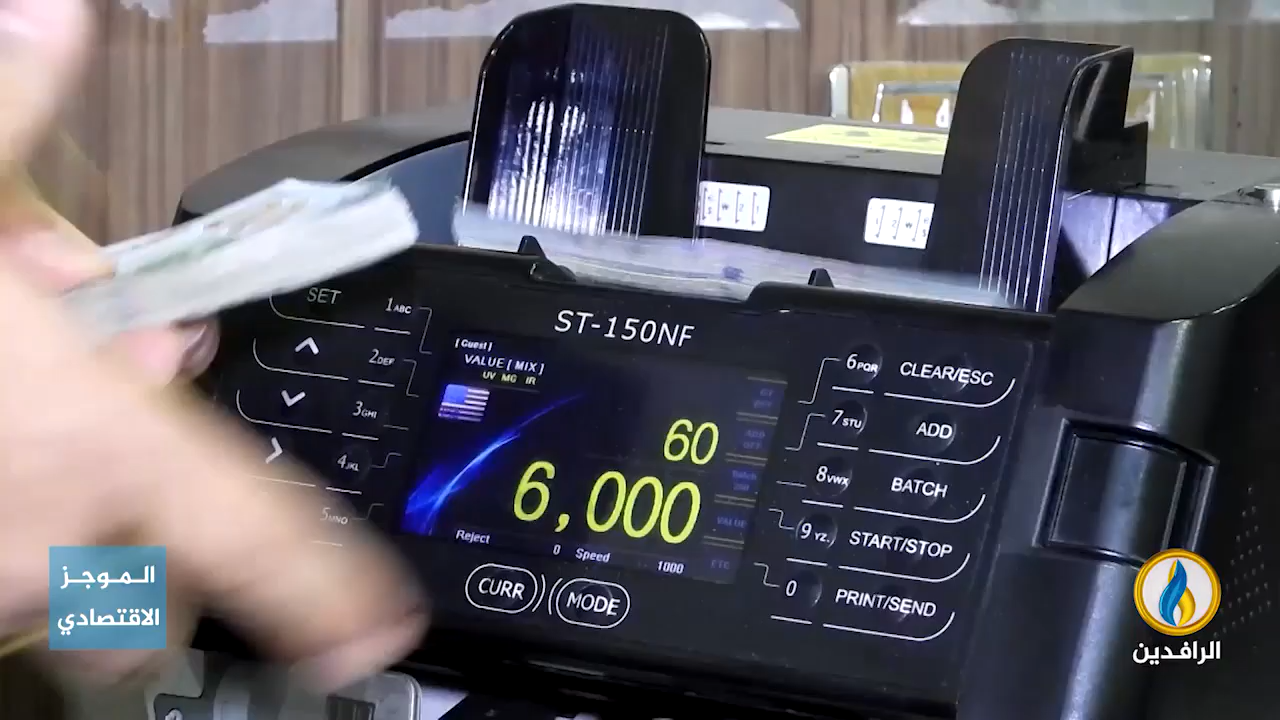 ST-150NF
SET
1ABC
2DEF
3GHI
4JKL
5MNO
[ Guest ]
VALUE [ MIX ]
UV MG IR
60
6,000
VALUE
Reject
0
Speed
1000
CURR
MODE
6PQR
CLEAR/ESC
7STU
ADD
8VWX
BATCH
9YZ.
START/STOP
0
PRINT/SEND
الموجز
الاقتصادي
الرافدين